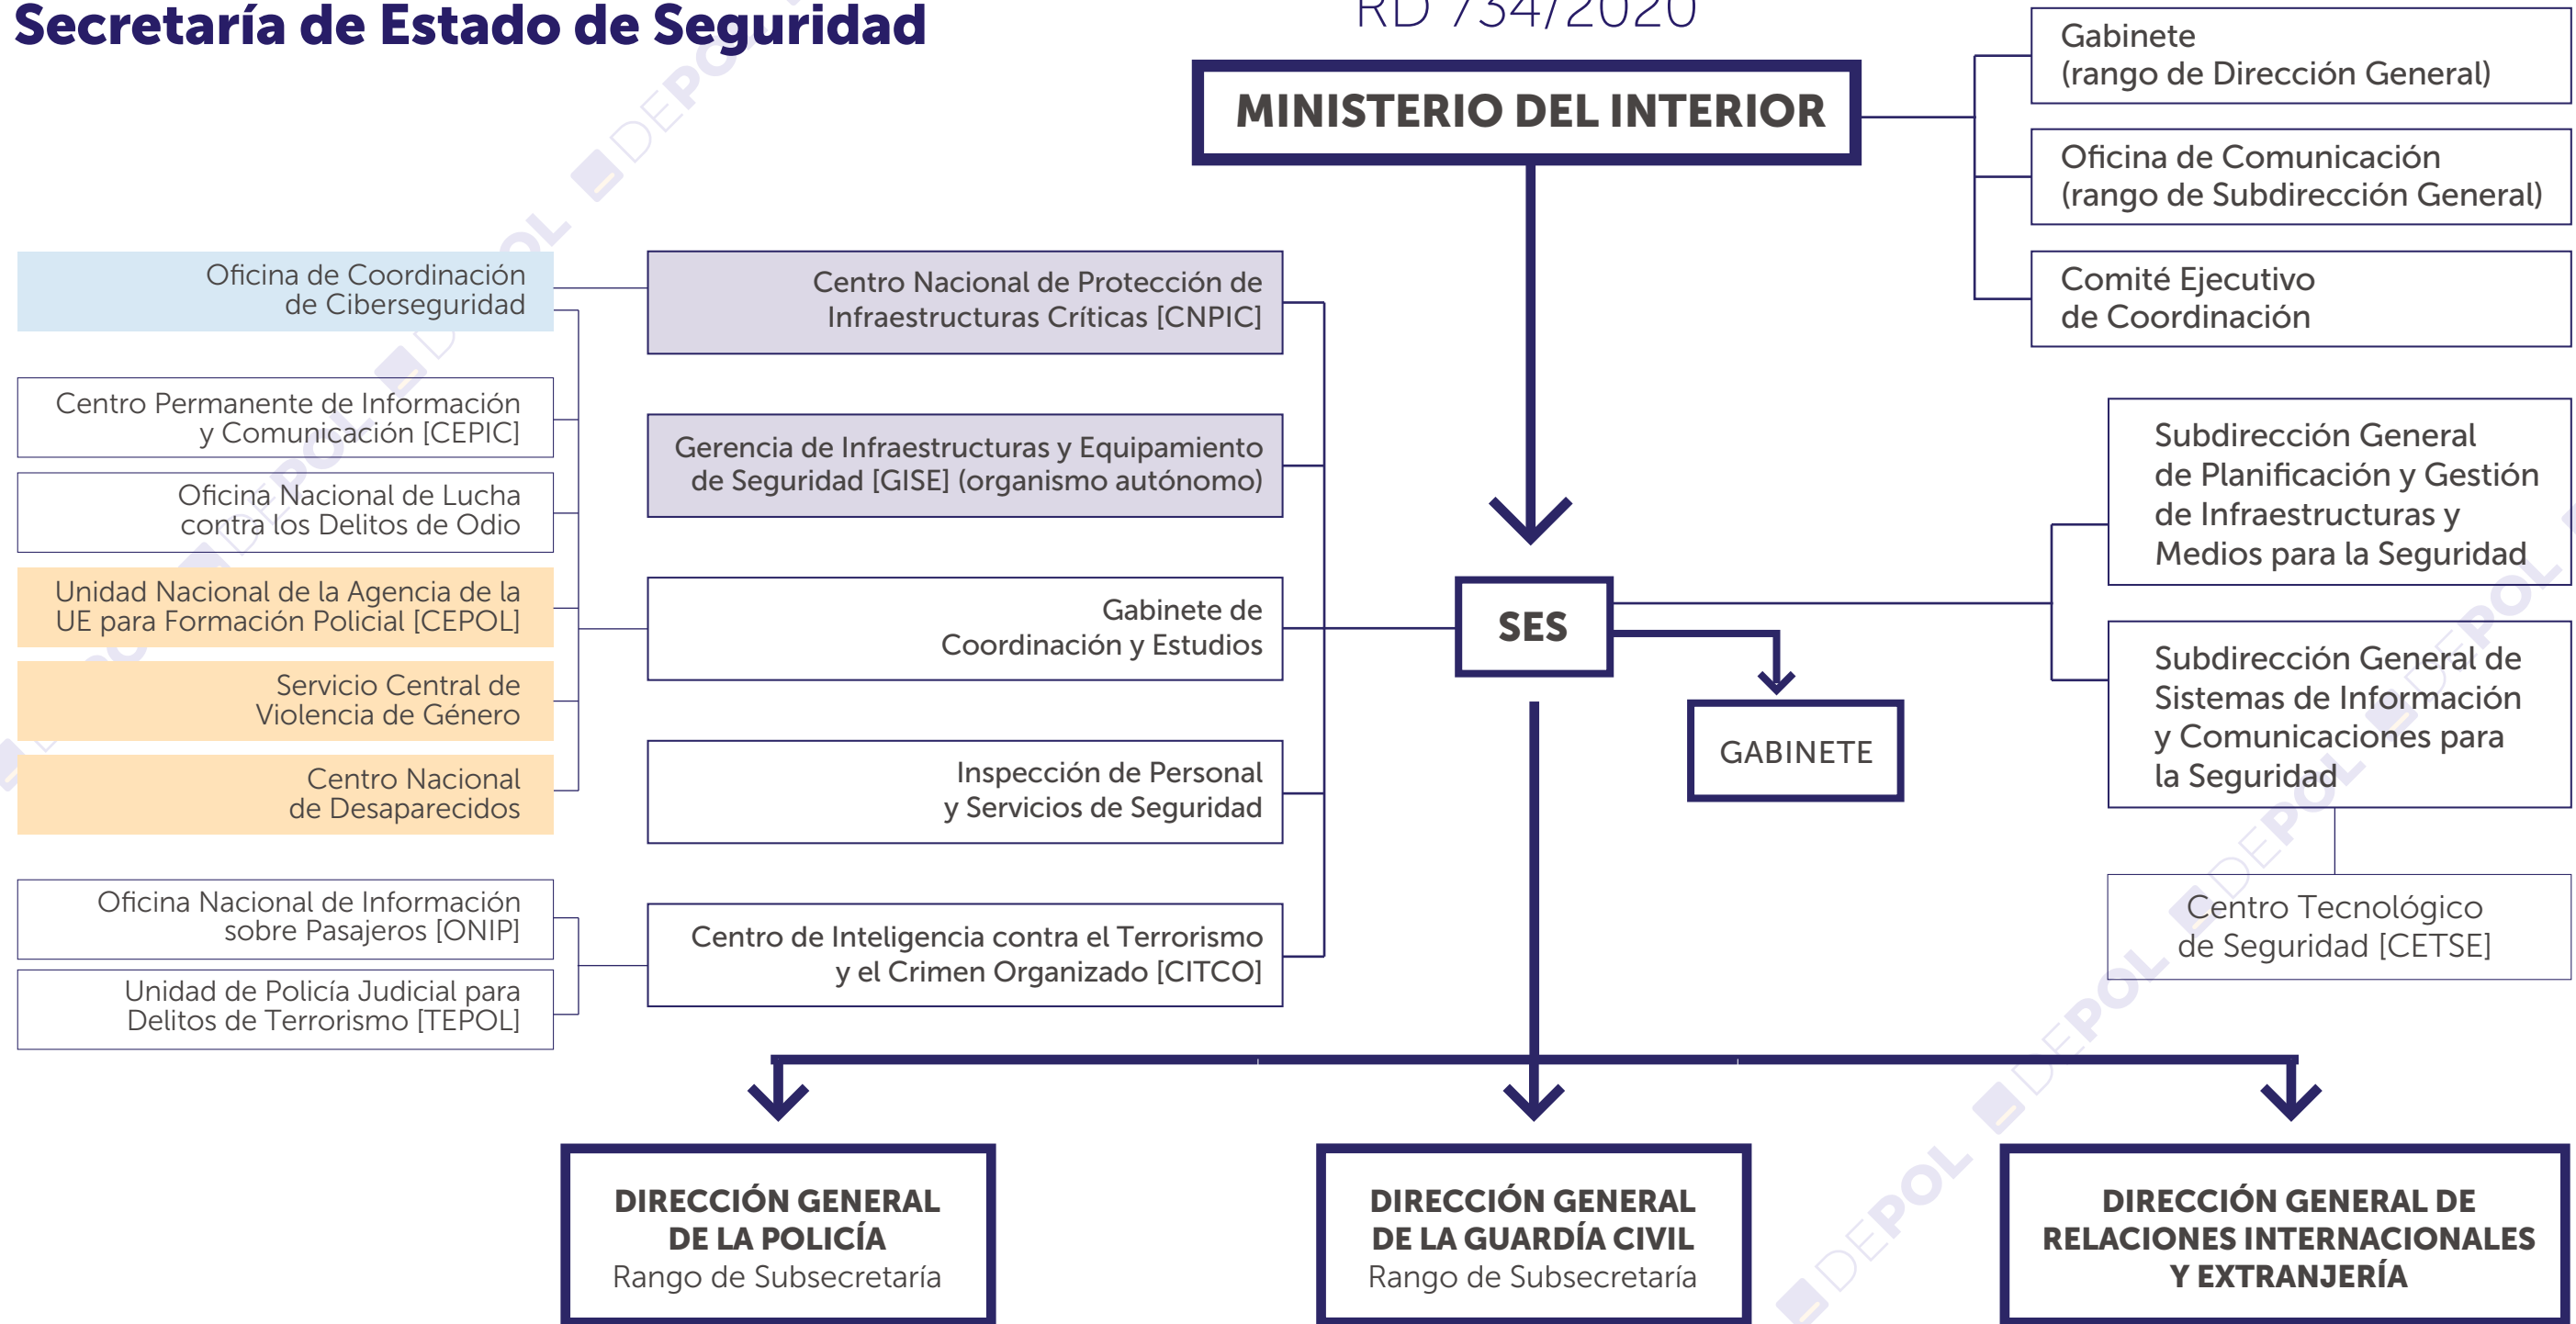 Secretaría de Estado de Seguridad
RD 734/2020
MINISTERIO DEL INTERIOR
Gabinete
(rango de Dirección General)
Oficina de Comunicación
(rango de Subdirección General)
Comité Ejecutivo
de Coordinación
Oficina de Coordinación
de Ciberseguridad
Centro Permanente de Información
y Comunicación [CEPIC]
Oficina Nacional de Lucha
contra los Delitos de Odio
Unidad Nacional de la Agencia de la
UE para Formación Policial [CEPOL]
Servicio Central de
Violencia de Género
Centro Nacional
de Desaparecidos
Oficina Nacional de Información
sobre Pasajeros [ONIP]
Unidad de Policía Judicial para
Delitos de Terrorismo [TEPOL]
Centro Nacional de Protección de
Infraestructuras Críticas [CNPIC]
Gerencia de Infraestructuras y Equipamiento
de Seguridad [GISE] (organismo autónomo)
Gabinete de
Coordinación y Estudios
Inspección de Personal
y Servicios de Seguridad
Centro de Inteligencia contra el Terrorismo
y el Crimen Organizado [CITCO]
SES
GABINETE
Subdirección General
de Planificación y Gestión
de Infraestructuras y
Medios para la Seguridad
Subdirección General de
Sistemas de Información
y Comunicaciones para
la Seguridad
Centro Tecnológico
de Seguridad [CETSE]
DIRECCIÓN GENERAL
DE LA POLICÍA
Rango de Subsecretaría
DIRECCIÓN GENERAL
DE LA GUARDÍA CIVIL
Rango de Subsecretaría
DIRECCIÓN GENERAL DE
RELACIONES INTERNACIONALES
Y EXTRANJERÍA
DEPOL
DEPOL
DEPOL
DEPOL
DEPOL
DEPOL
DEPOL
DEPOL